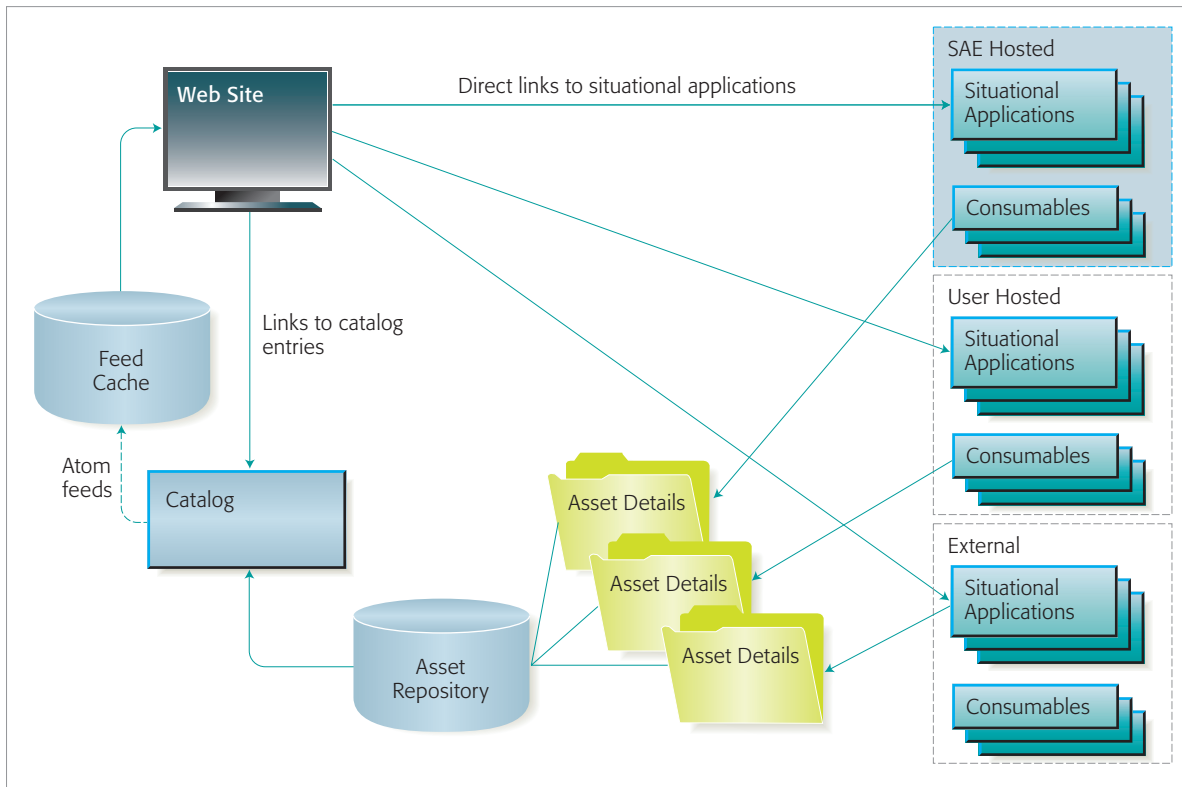 SAE Hosted
Web Site
Direct links to situational applications
Situational
Applications
Consumables
User Hosted
Links to catalog
entries
Situational
Applications
Feed
Cache
Consumables
Atom
feeds
Catalog
Asset Details
External
Asset Details
Situational
Applications
Asset Details
Asset
Repository
Consumables